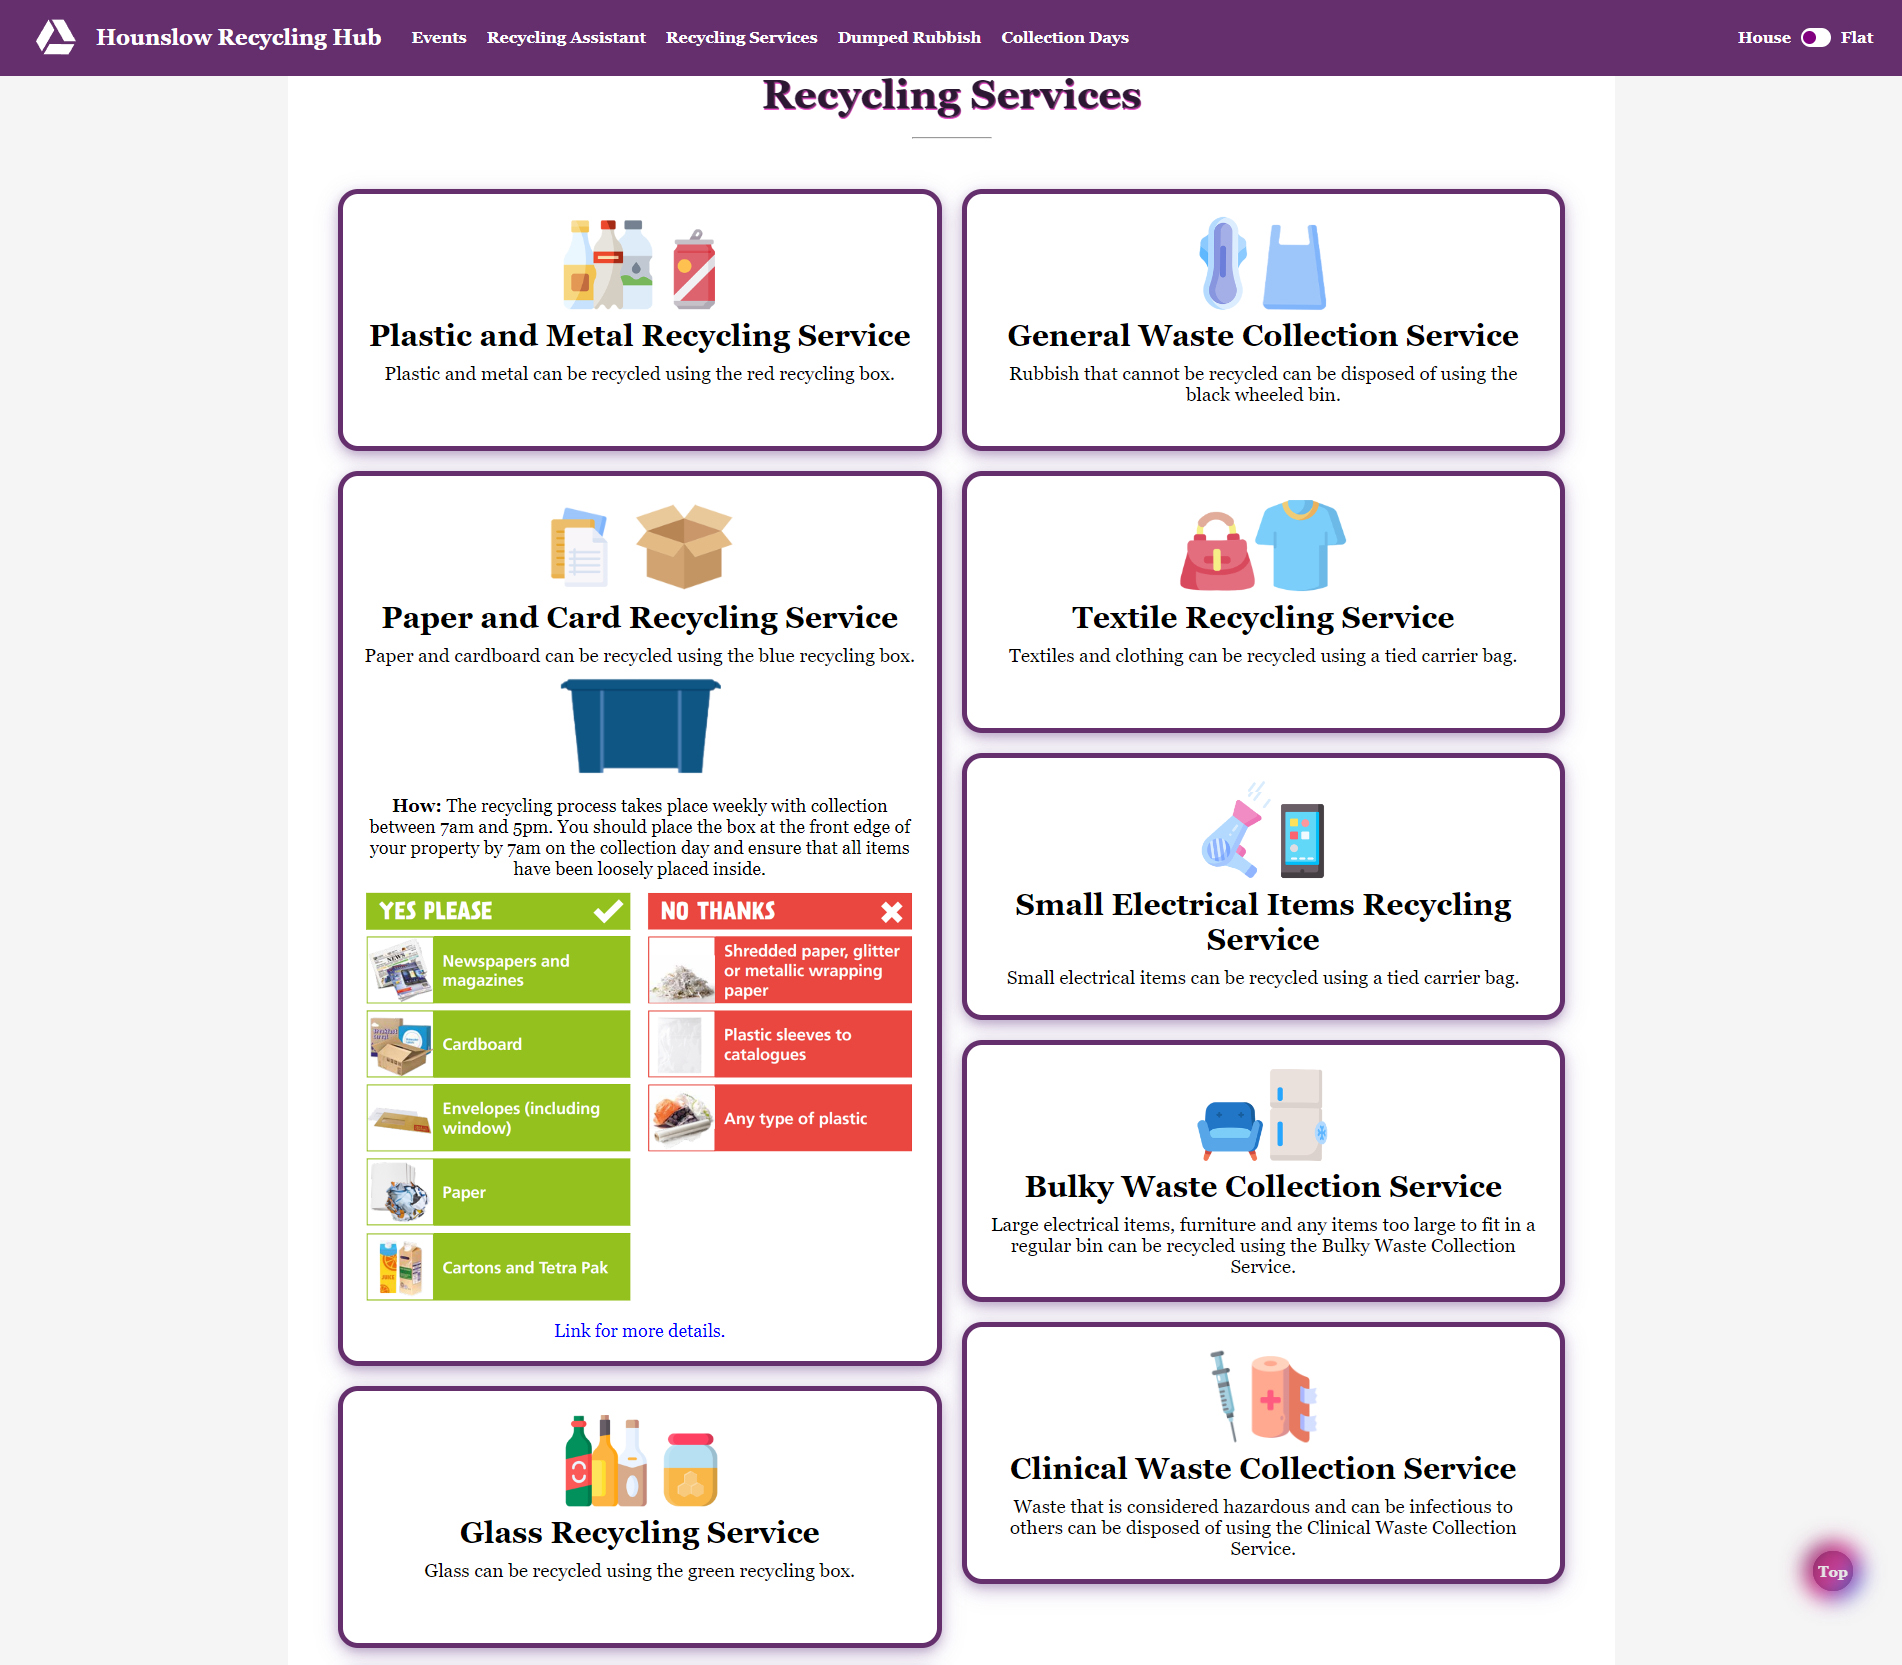 Hounslow Recycling Hub
Events
Recycling Assistant
Recycling Services
Dumped Rubbish
Collection Days
House
Flat
Recycling Services
Plastic and Metal Recycling Service
Plastic and metal can be recycled using the red recycling box.
Paper and Card Recycling Service
Paper and cardboard can be recycled using the blue recycling box.
How: The recycling process takes place weekly with collection
between 7am and 5pm. You should place the box at the front edge of
your property by 7am on the collection day and ensure that all items
have been loosely placed inside.
YES PLEASE
Newspapers and
magazines
Cardboard
Envelopes (including
window)
Paper
Cartons and Tetra Pak
NO THANKS
Shredded paper, glitter
or metallic wrapping
paper
Plastic sleeves to
catalogues
Any type of plastic
Link for more details.
Glass Recycling Service
Glass can be recycled using the green recycling box.
General Waste Collection Service
Rubbish that cannot be recycled can be disposed of using the
black wheeled bin.
Textile Recycling Service
Textiles and clothing can be recycled using a tied carrier bag.
Small Electrical Items Recycling
Service
Small electrical items can be recycled using a tied carrier bag.
Bulky Waste Collection Service
Large electrical items, furniture and any items too large to fit in a
regular bin can be recycled using the Bulky Waste Collection
Service.
Clinical Waste Collection Service
Waste that is considered hazardous and can be infectious to
others can be disposed of using the Clinical Waste Collection
Service.
Top